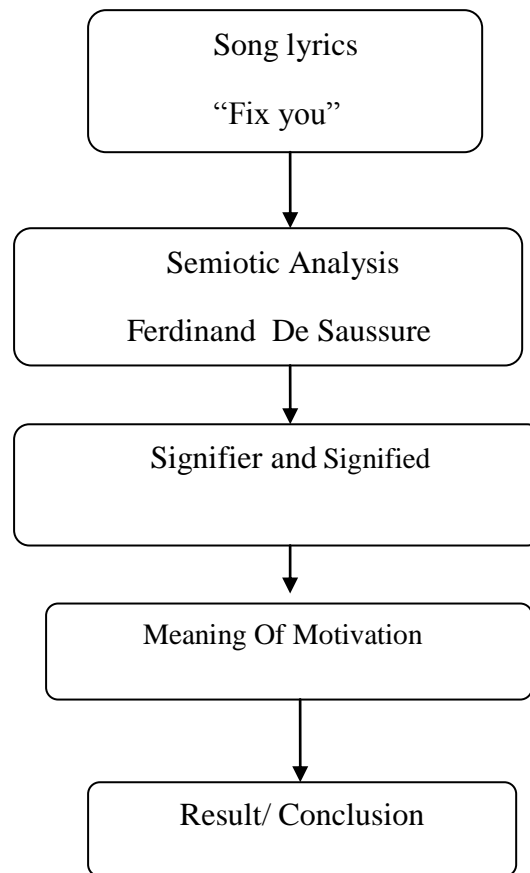 Song lyrics
“Fix you”
Semiotic Analysis
Ferdinand De Saussure
Signifier and Signified
Meaning Of Motivation
Result/ Conclusion